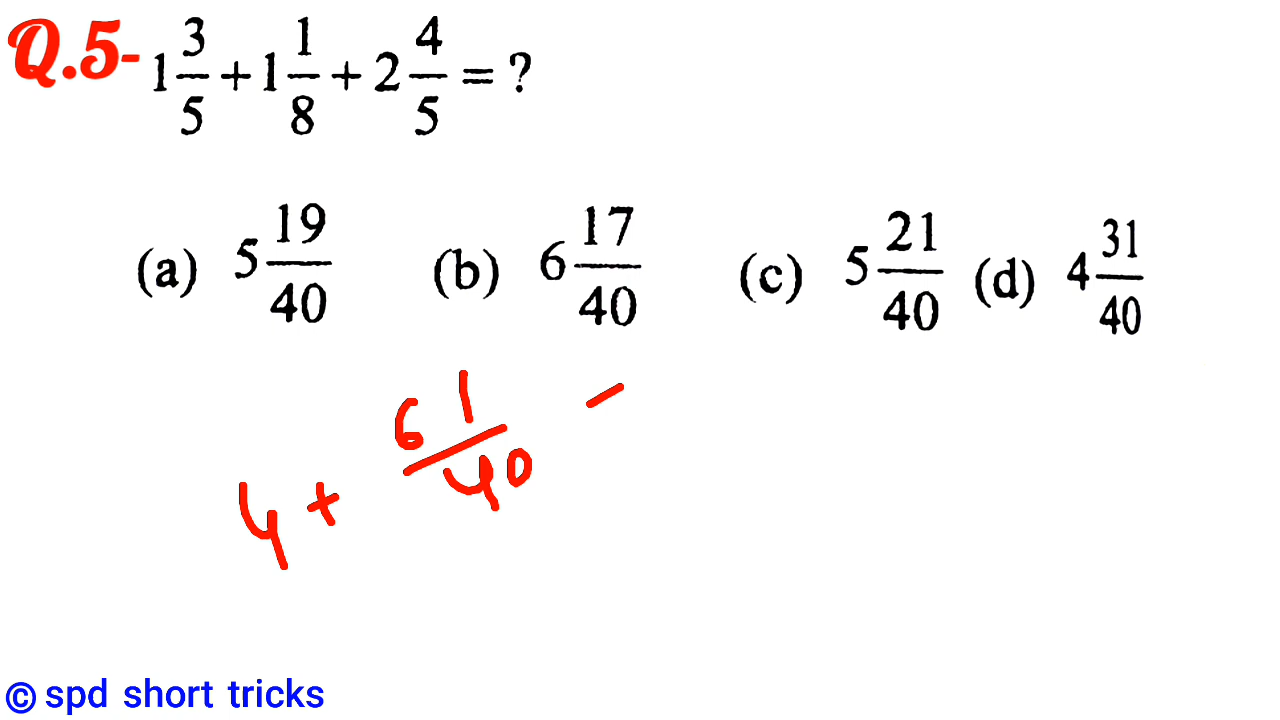 Q.5- 1 3/5 + 1 1/8 + 2 4/5 = ?
(a) 5 19/40 (b) 6 17/40 (c) 5 21/40 (d) 4 31/40
4 + 61/40 -
© spd short tricks